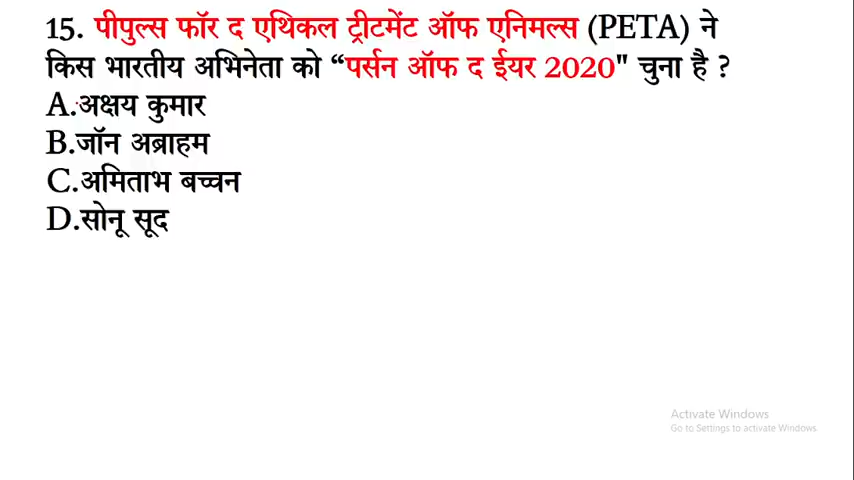 15. पीपुल्स फॉर द एथिकल ट्रीटमेंट ऑफ एनिमल्स (PETA) ने
किस भारतीय अभिनेता को “पर्सन ऑफ द ईयर 2020" चुना है ?
A.अक्षय कुमार
B.जॉन अब्राहम
C.अमिताभ बच्चन
D.सोनू सूद
Activate Windows
Go to Settings to activate Windows.